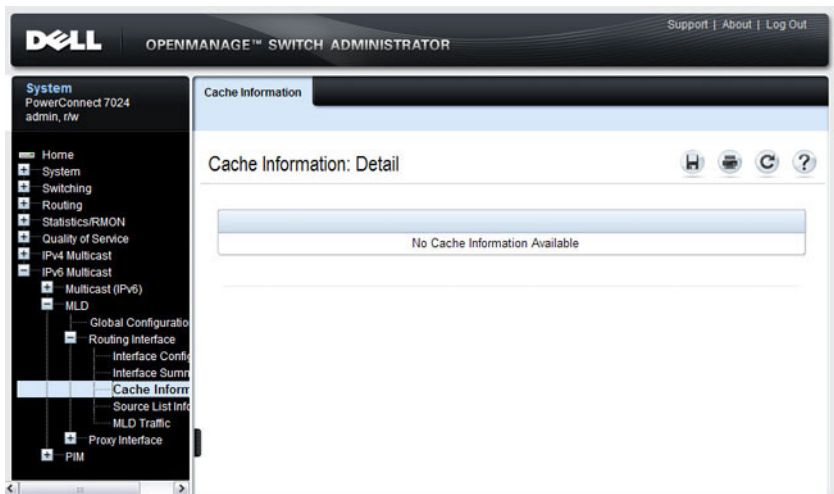 Support | About | Log Out
DELL
OPENMANAGE™ SWITCH ADMINISTRATOR
System
PowerConnect 7024
admin, r/w
Cache Information
Home
System
Switching
Routing
Statistics/RMON
Quality of Service
IPv4 Multicast
IPv6 Multicast
Multicast (IPv6)
MLD
Global Configuratio
Routing Interface
Interface Config
Interface Summ
Cache Inform
Source List Info
MLD Traffic
Proxy Interface
PIM
Cache Information: Detail
No Cache Information Available